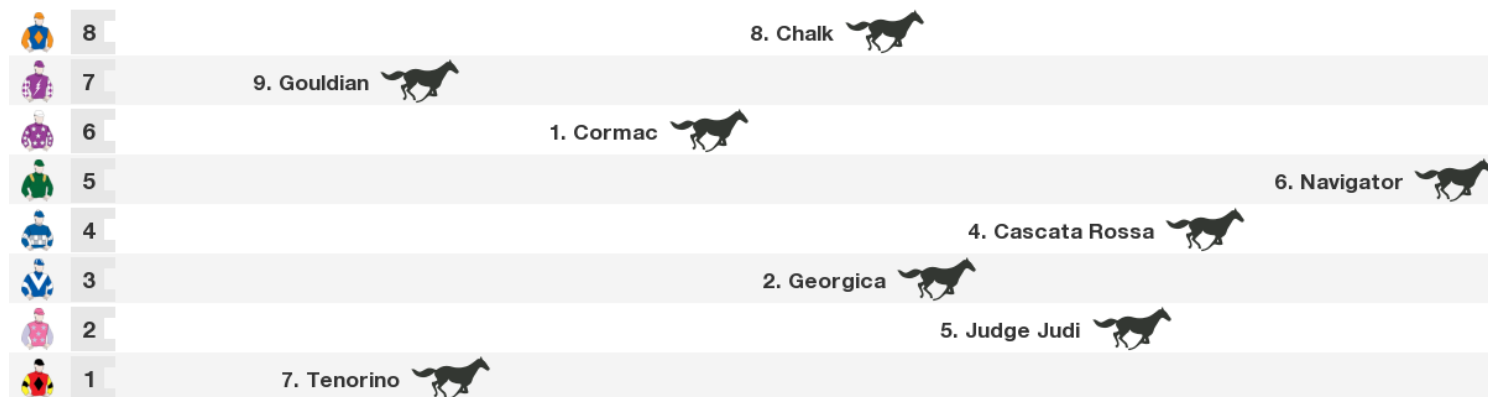 8 8. Chalk
7 9. Gouldian
6 1. Cormac
5 6. Navigator
4 4. Cascata Rossa
3 2. Georgica
2 5. Judge Judi
1 7. Tenorino